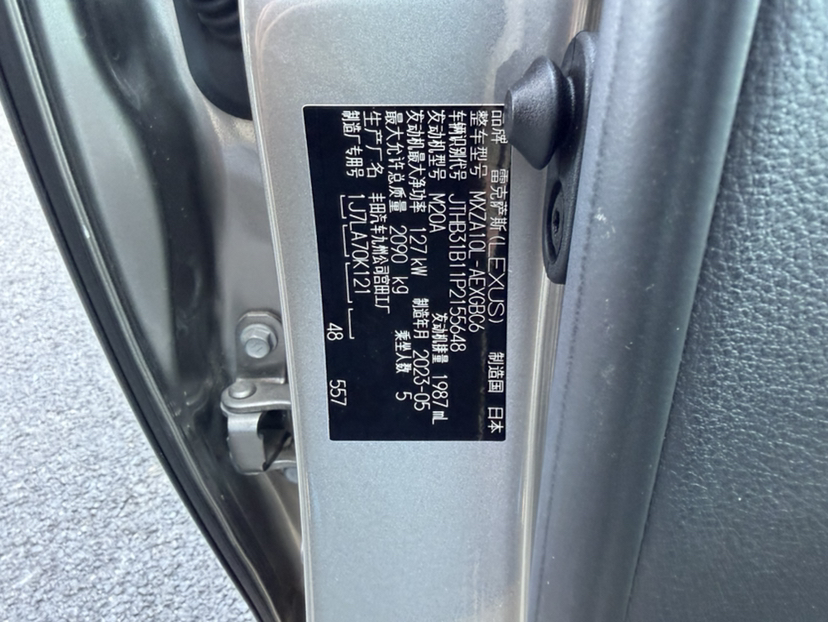 品牌 雷克萨斯(LEXUS) 制造国 日本
整车型号 MXZA10L-AEXGBC6
车辆识别代号 JTHB31B11P2155648
发动机型号 M20A 发动机排量 1987 mL
发动机最大净功率 127 kW 制造年月 2023-05
最大允许总质量 2090 kg 乘坐人数 5
生产厂名 丰田汽车九州公司宫田工厂
制造厂专用号 1J7LA70K121 48 557